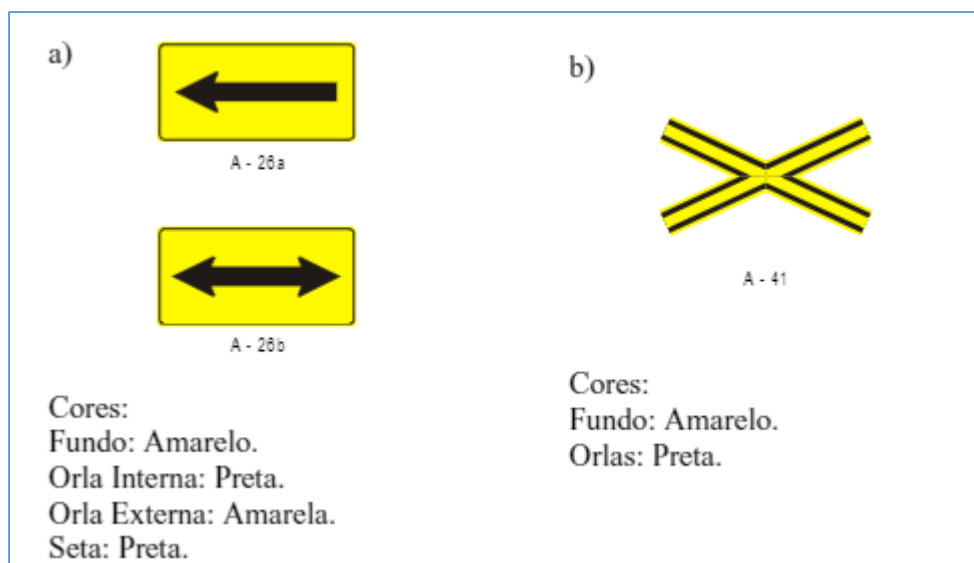 a)
A - 26a
A - 26b
Cores:
Fundo: Amarelo.
Orla Interna: Preta.
Orla Externa: Amarela.
Seta: Preta.
b)
A - 41
Cores:
Fundo: Amarelo.
Orlas: Preta.